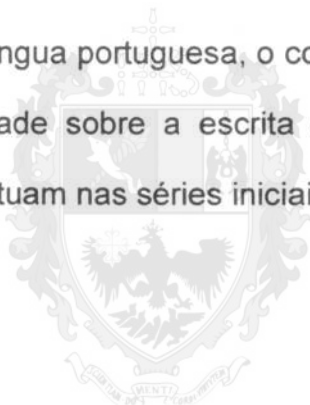 ngua portuguesa, o co
ade sobre a escrita
tuam nas séries iniciai